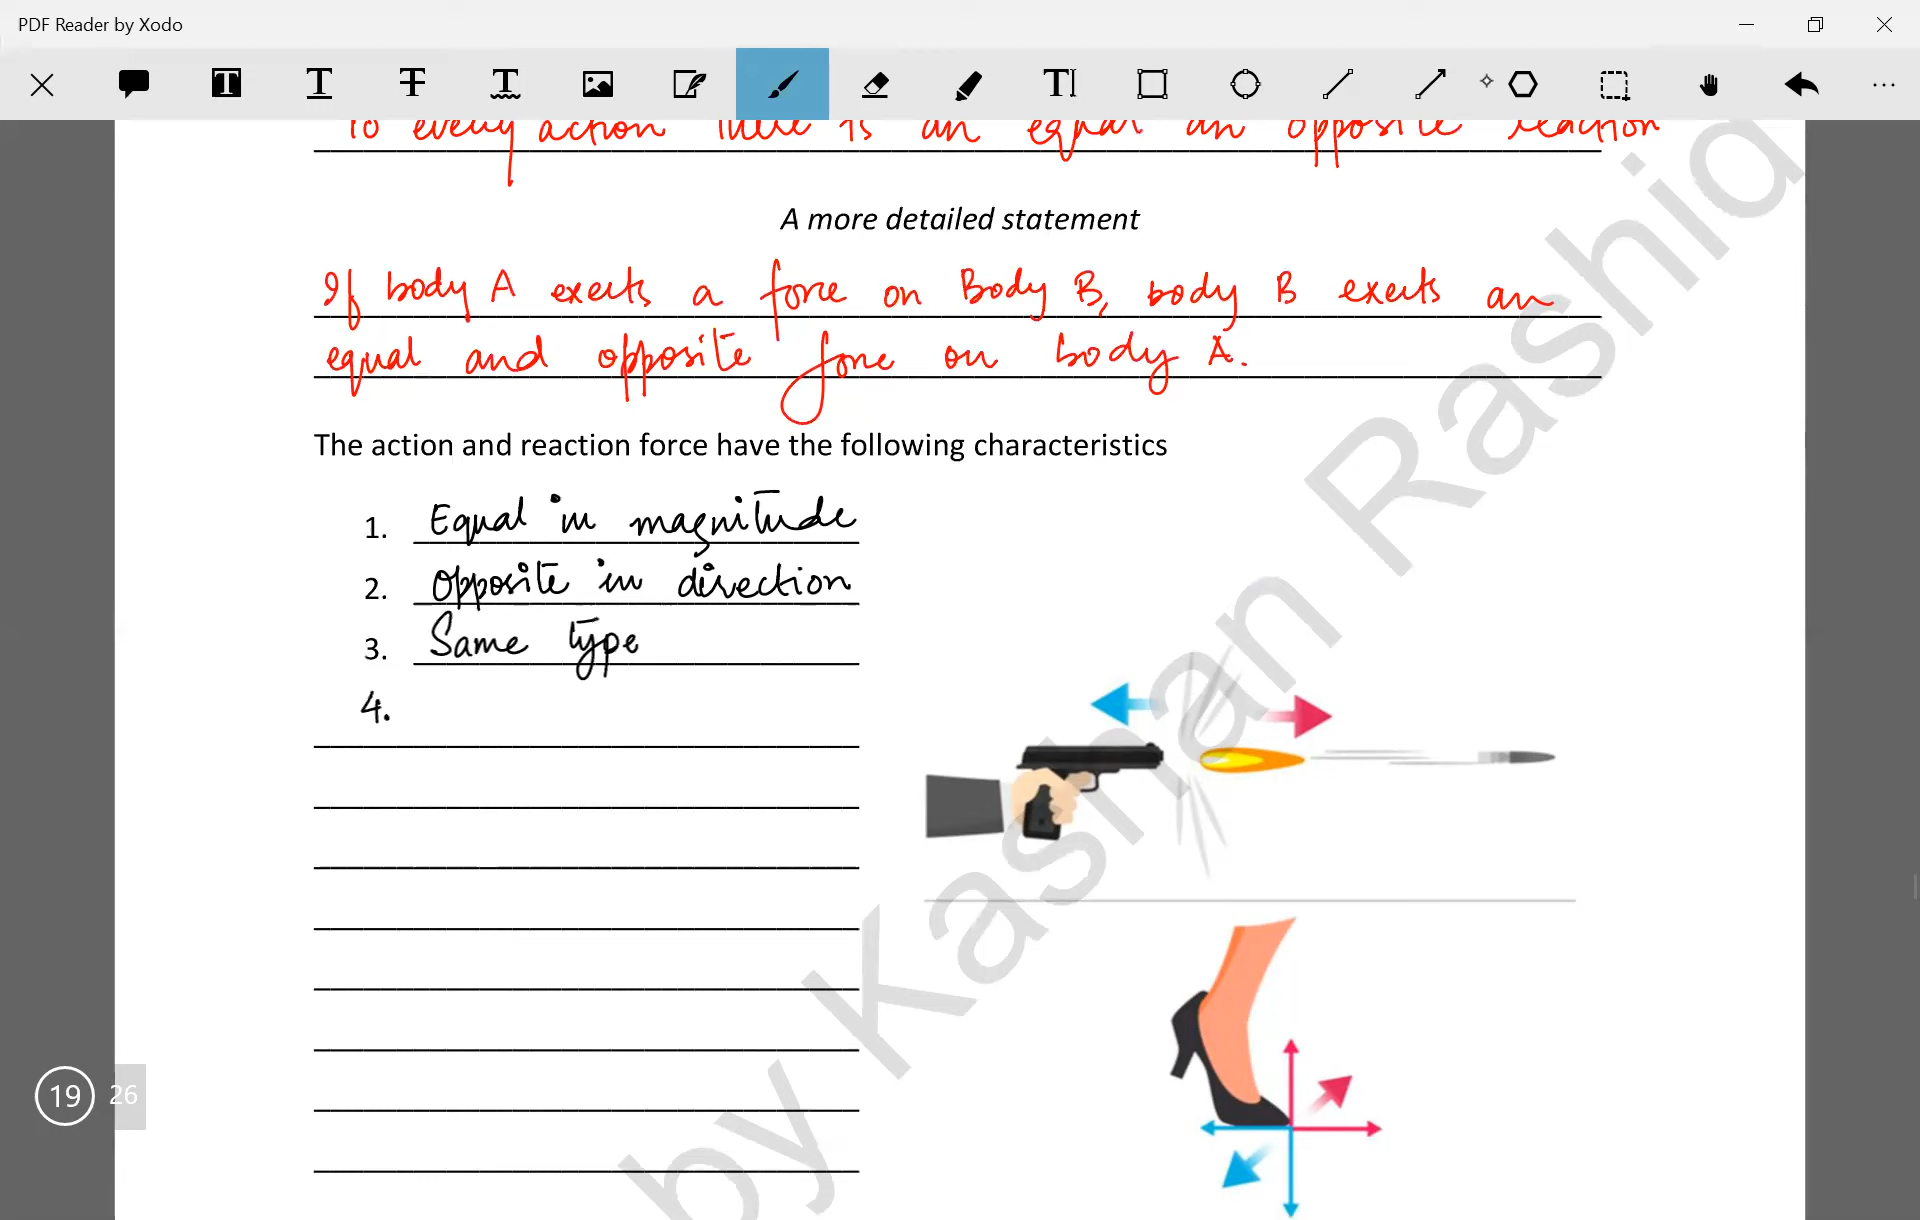 PDF Reader by Xodo
To every action there is an equal an opposite reaction
A more detailed statement
If body A exerts a force on Body B, body B exerts an
equal and opposite force on body A.
The action and reaction force have the following characteristics
1. Equal in magnitude
2. Opposite in direction
3. Same type
4.
by Kashan Rashid
19 26